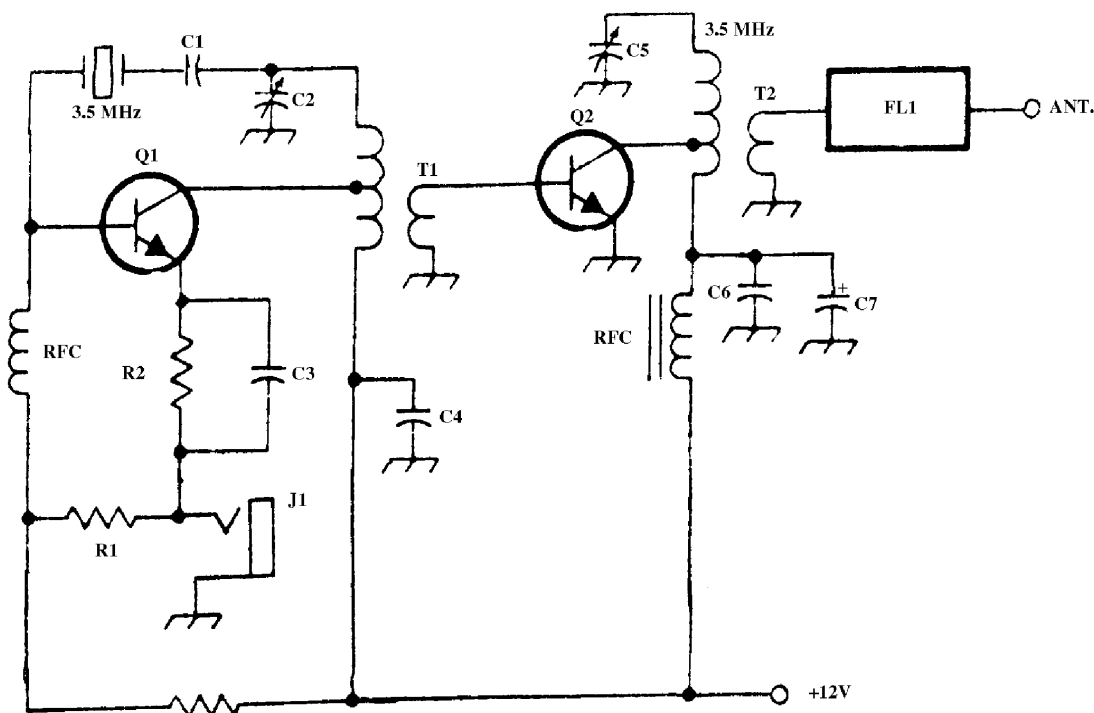 C1
3.5 MHz
C2
Q1
T1
RFC
R2
C3
C4
R1
J1
C5
3.5 MHz
Q2
T2
FL1
ANT.
RFC
C6
+
C7
+12V